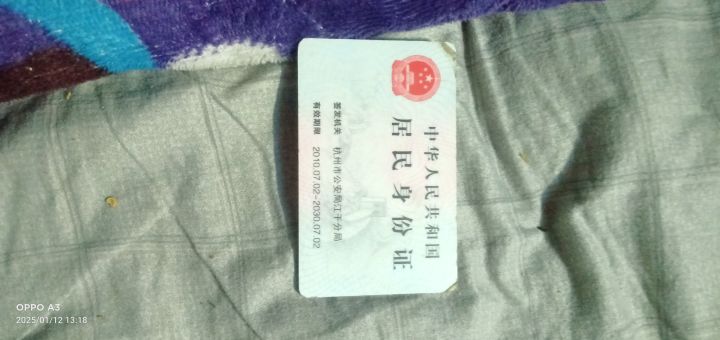 中华人民共和国
居民身份证
签发机关 杭州市公安局江干分局
有效期限 2010.07.02-2030.07.02
OPPO A3
2025/01/12 13:18